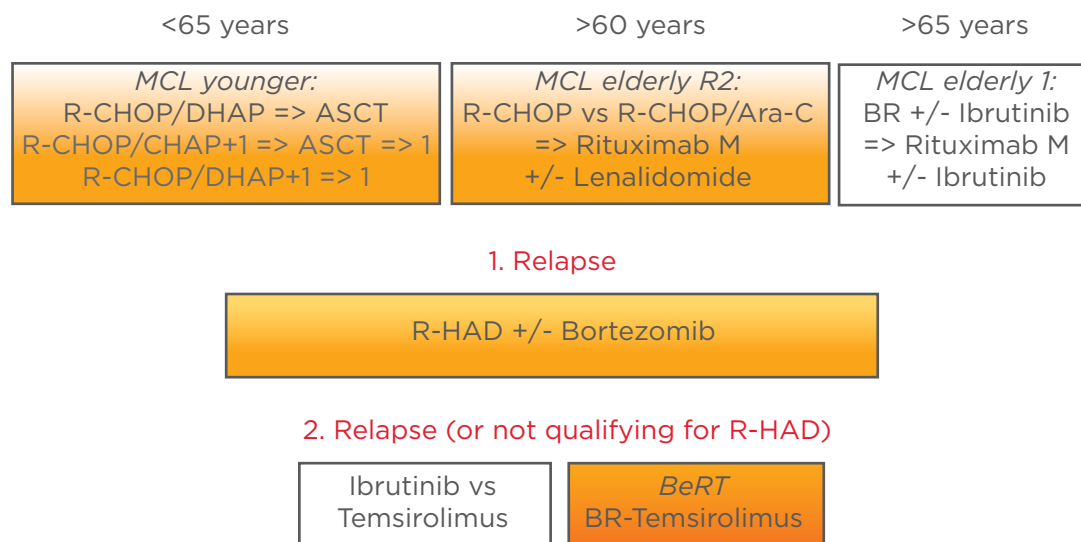 <65 years
>60 years
>65 years
MCL younger:
R-CHOP/DHAP => ASCT
R-CHOP/CHAP+1 => ASCT => 1
R-CHOP/DHAP+1 => 1
MCL elderly R2:
R-CHOP vs R-CHOP/Ara-C
=> Rituximab M
+/- Lenalidomide
MCL elderly 1:
BR +/- Ibrutinib
=> Rituximab M
+/- Ibrutinib
1. Relapse
R-HAD +/- Bortezomib
2. Relapse (or not qualifying for R-HAD)
Ibrutinib vs
Temsirolimus
BeRT
BR-Temsirolimus